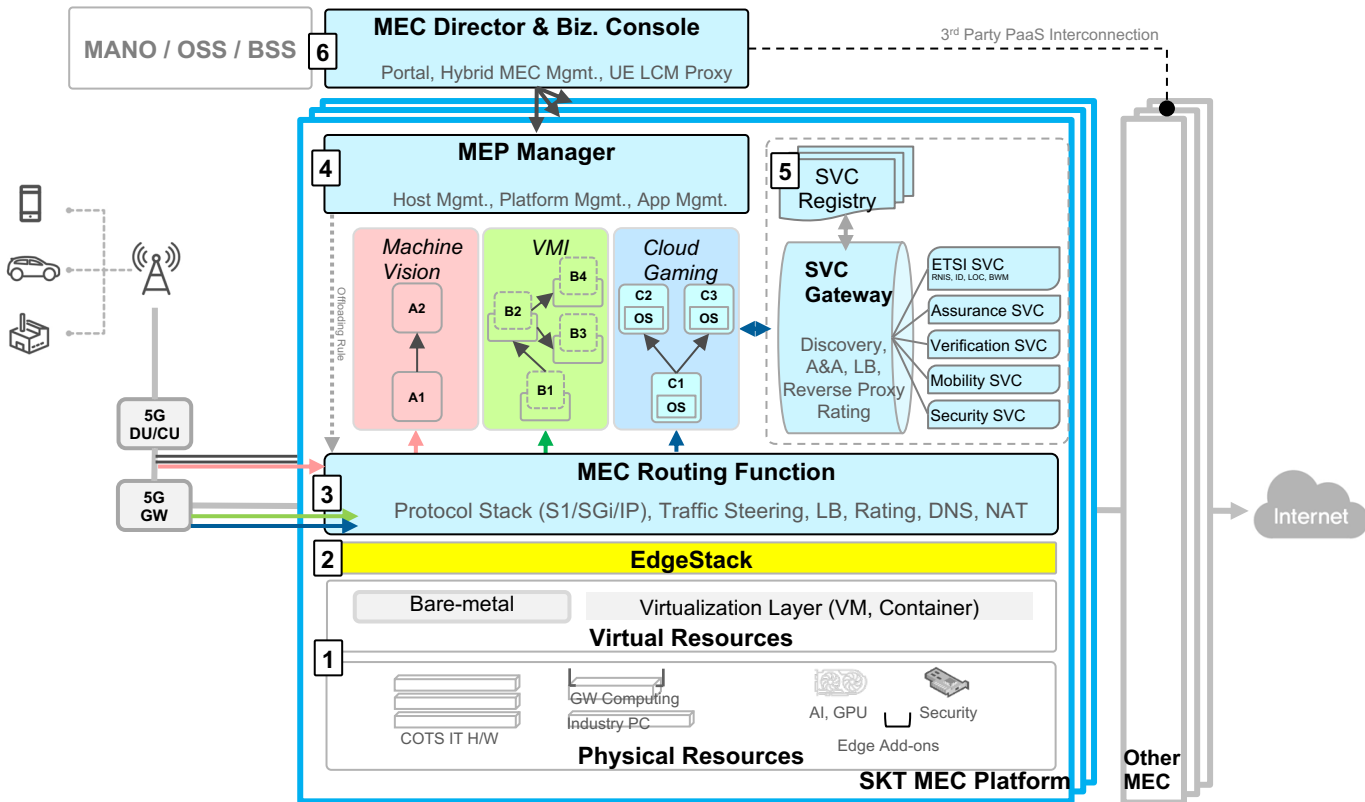 MANO / OSS / BSS
6
MEC Director & Biz. Console
Portal, Hybrid MEC Mgmt., UE LCM Proxy
3rd Party PaaS Interconnection
4
MEP Manager
Host Mgmt., Platform Mgmt., App Mgmt.
5
SVC
Registry
Offloading Rule
Machine
Vision
A2
A1
VMI
B4
B2
B3
B1
Cloud
Gaming
C2
OS
C3
OS
C1
OS
SVC
Gateway
Discovery,
A&A, LB,
Reverse Proxy
Rating
ETSI SVC
RNIS, ID, LOC, BWM
Assurance SVC
Verification SVC
Mobility SVC
Security SVC
5G
DU/CU
5G
GW
3
MEC Routing Function
Protocol Stack (S1/SGi/IP), Traffic Steering, LB, Rating, DNS, NAT
Internet
2
EdgeStack
Bare-metal
Virtualization Layer (VM, Container)
Virtual Resources
1
COTS IT H/W
GW Computing
Industry PC
AI, GPU
Security
Edge Add-ons
Physical Resources
SKT MEC Platform
Other
MEC